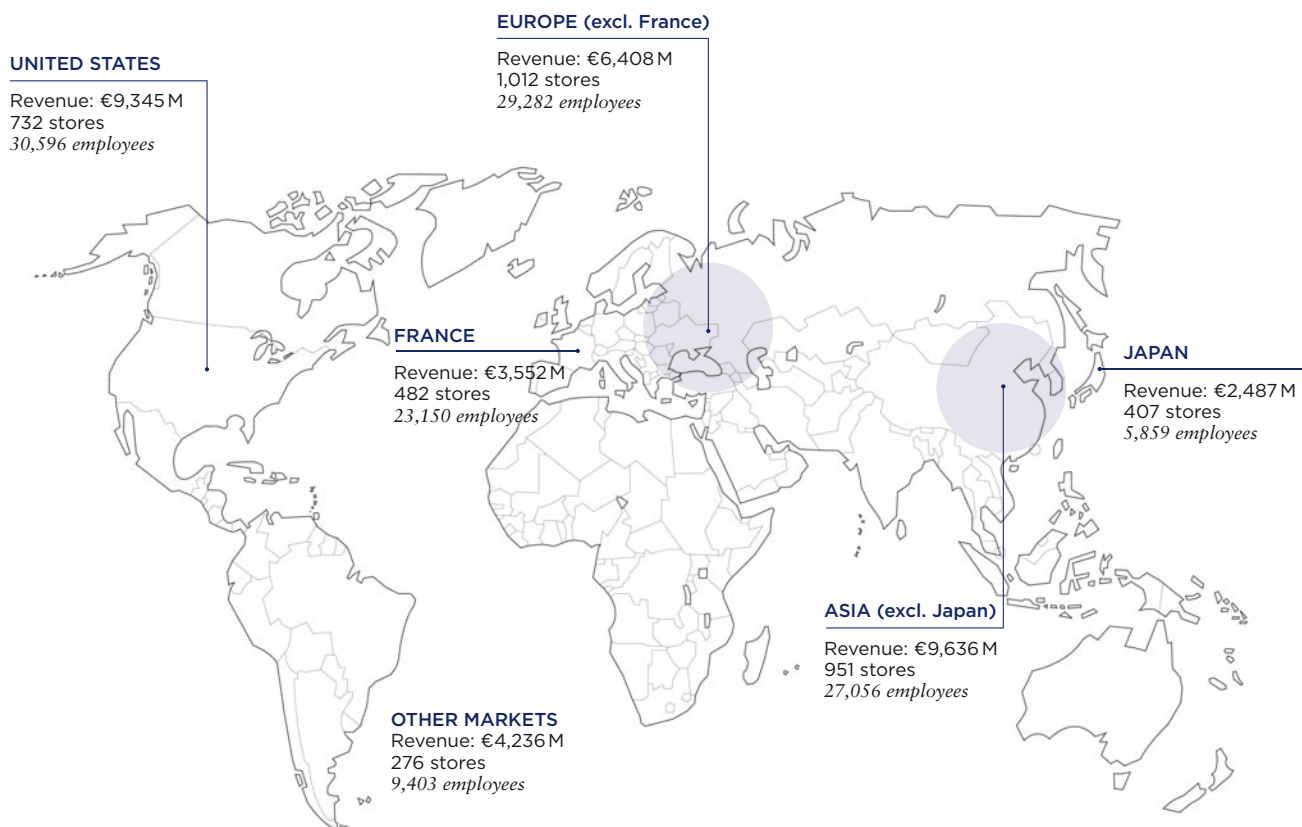 EUROPE (excl. France)
Revenue: €6,408 M
1,012 stores
29,282 employees
UNITED STATES
Revenue: €9,345 M
732 stores
30,596 employees
FRANCE
Revenue: €3,552 M
482 stores
23,150 employees
JAPAN
Revenue: €2,487 M
407 stores
5,859 employees
ASIA (excl. Japan)
Revenue: €9,636 M
951 stores
27,056 employees
OTHER MARKETS
Revenue: €4,236 M
276 stores
9,403 employees